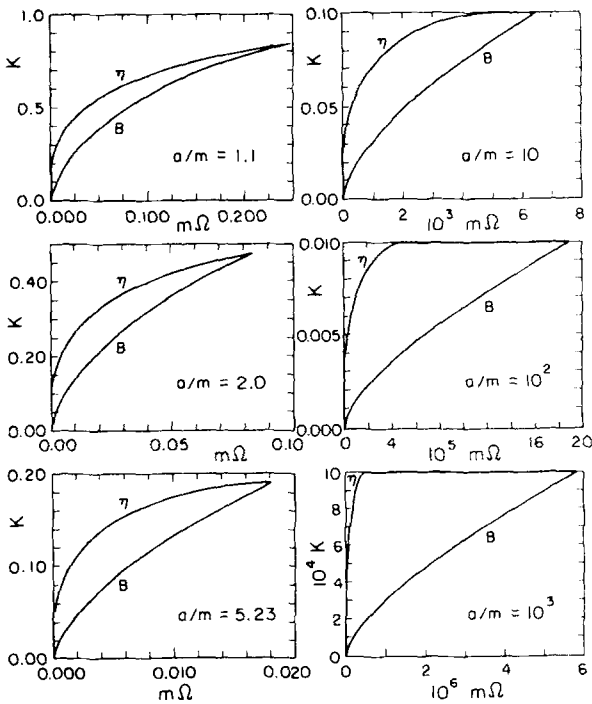 1.0
K
0.5
0.0
η
B
a/m = 1.1
0.000 0.100 0.200
mΩ
0.10
K
0.05
0.00
η
B
a/m = 10
0 2 4 6 8
10³ mΩ
K
0.40
0.20
0.00
η
B
a/m = 2.0
0.00 0.05 0.10
mΩ
0.010
K
0.005
0.000
η
B
a/m = 10²
0 4 8 12 16 20
10⁵ mΩ
0.20
K
0.10
0.00
η
B
a/m = 5.23
0.000 0.010 0.020
mΩ
10
8
6
4
2
0
10⁴ K
η
B
a/m = 10³
0 2 4 6
10⁶ mΩ